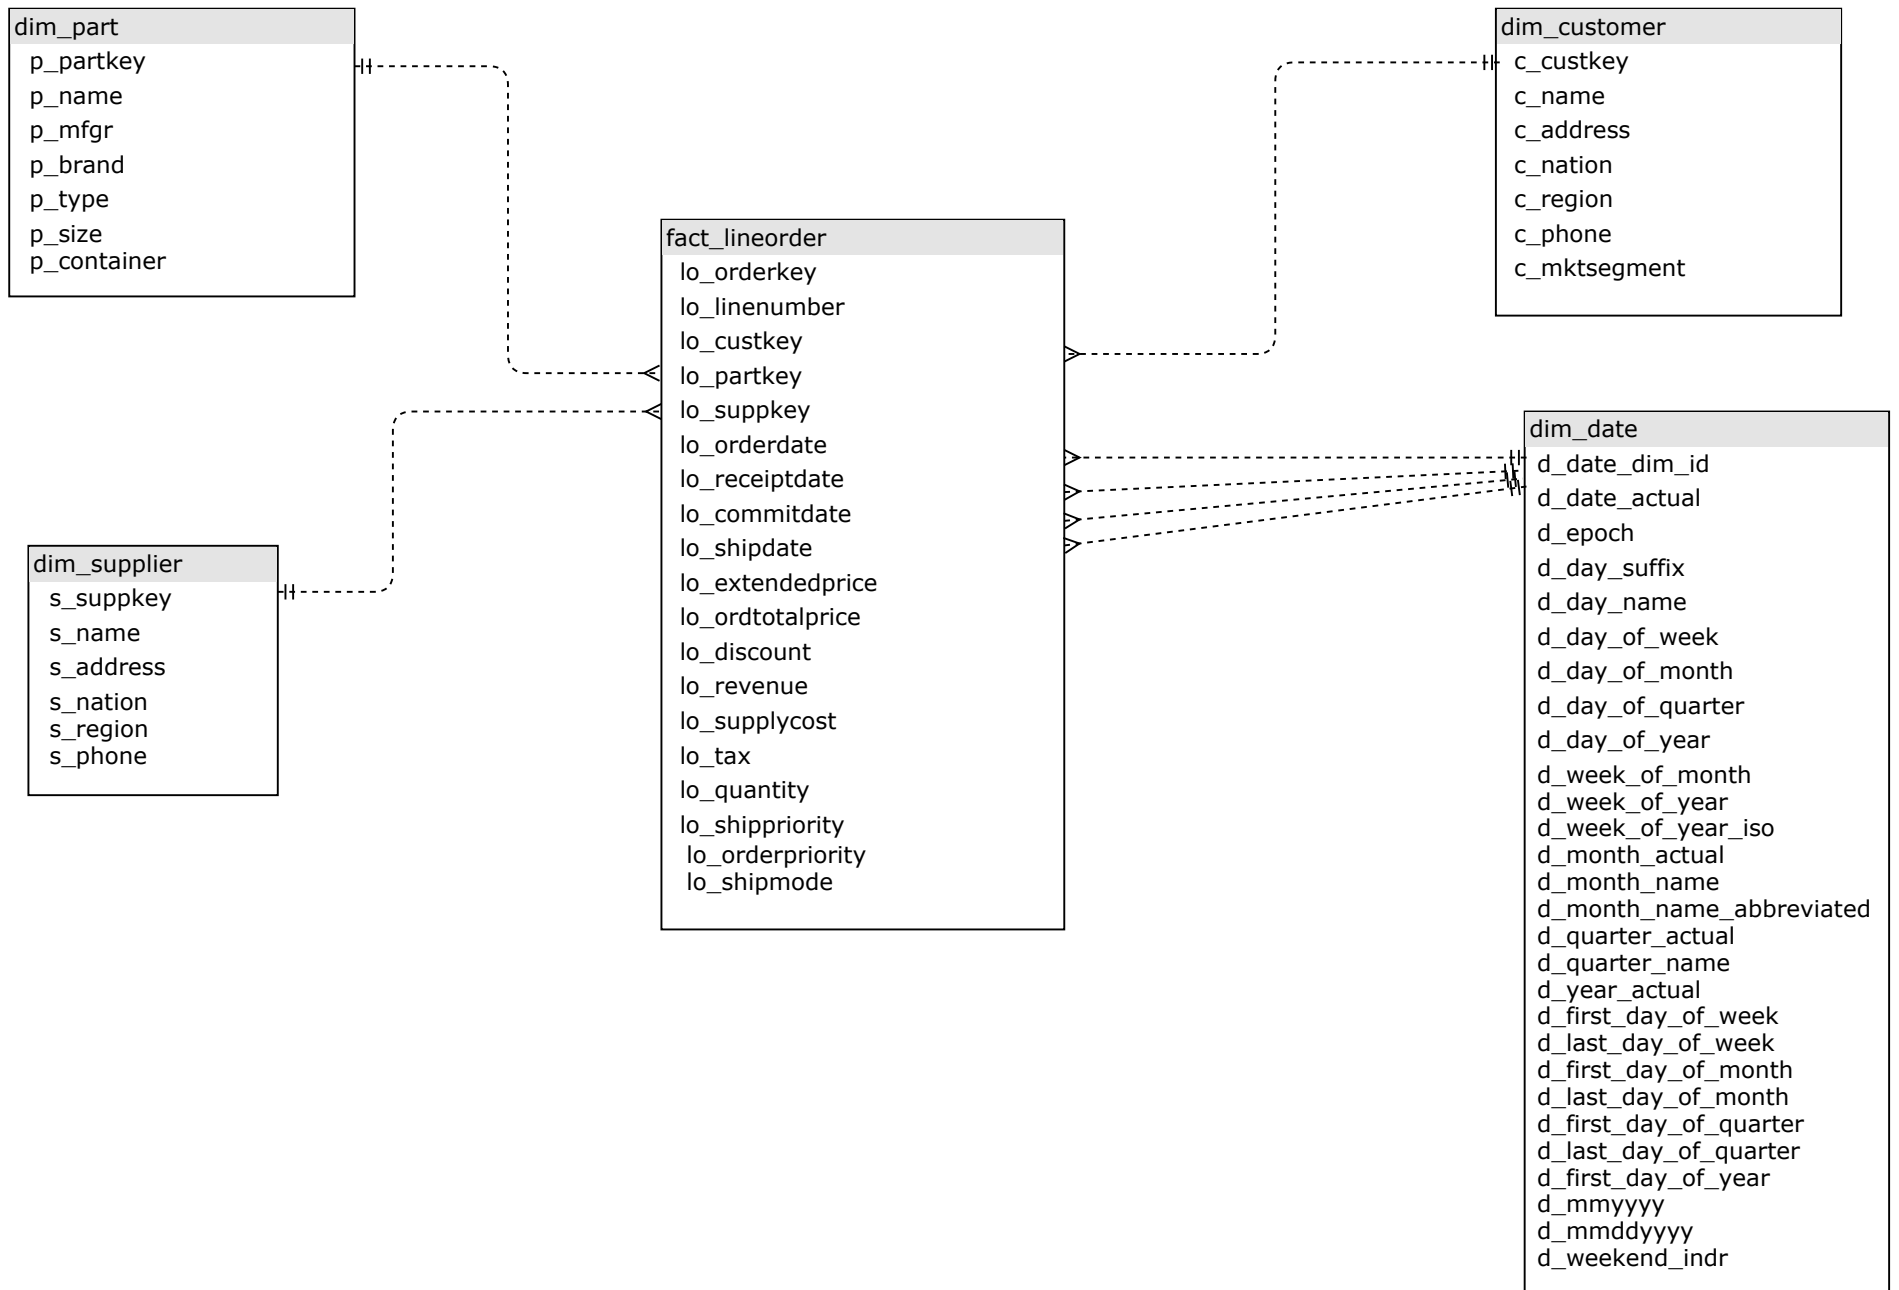 dim_part
p_partkey
p_name
p_mfgr
p_brand
p_type
p_size
p_container
dim_customer
c_custkey
c_name
c_address
c_nation
c_region
c_phone
c_mktsegment
fact_lineorder
lo_orderkey
lo_linenumber
lo_custkey
lo_partkey
lo_suppkey
lo_orderdate
lo_receiptdate
lo_commitdate
lo_shipdate
lo_extendedprice
lo_ordtotalprice
lo_discount
lo_revenue
lo_supplycost
lo_tax
lo_quantity
lo_shippriority
lo_orderpriority
lo_shipmode
dim_supplier
s_suppkey
s_name
s_address
s_nation
s_region
s_phone
dim_date
d_date_dim_id
d_date_actual
d_epoch
d_day_suffix
d_day_name
d_day_of_week
d_day_of_month
d_day_of_quarter
d_day_of_year
d_week_of_month
d_week_of_year
d_week_of_year_iso
d_month_actual
d_month_name
d_month_name_abbreviated
d_quarter_actual
d_quarter_name
d_year_actual
d_first_day_of_week
d_last_day_of_week
d_first_day_of_month
d_last_day_of_month
d_first_day_of_quarter
d_last_day_of_quarter
d_first_day_of_year
d_mmyyyy
d_mmddyyyy
d_weekend_indr